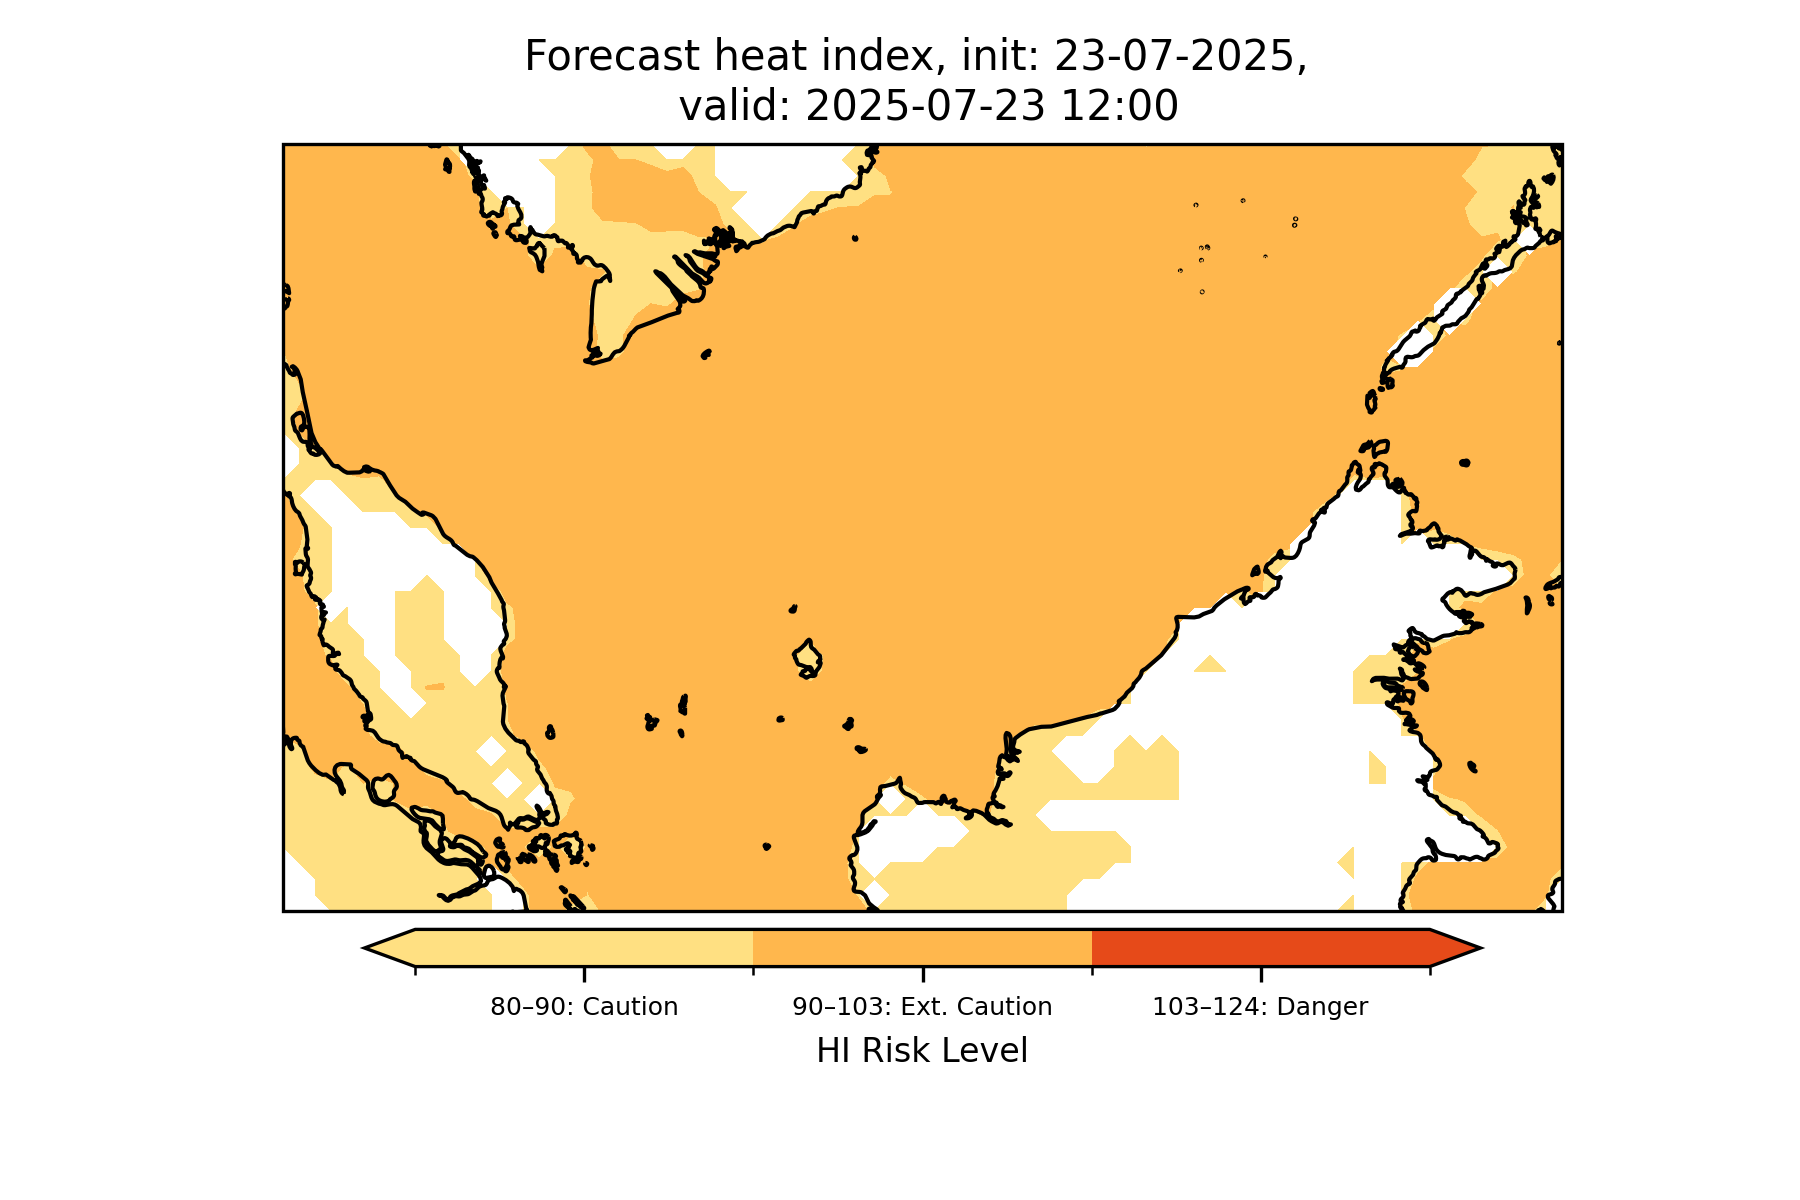 Forecast heat index, init: 23-07-2025,
valid: 2025-07-23 12:00
80–90: Caution
90–103: Ext. Caution
103–124: Danger
HI Risk Level